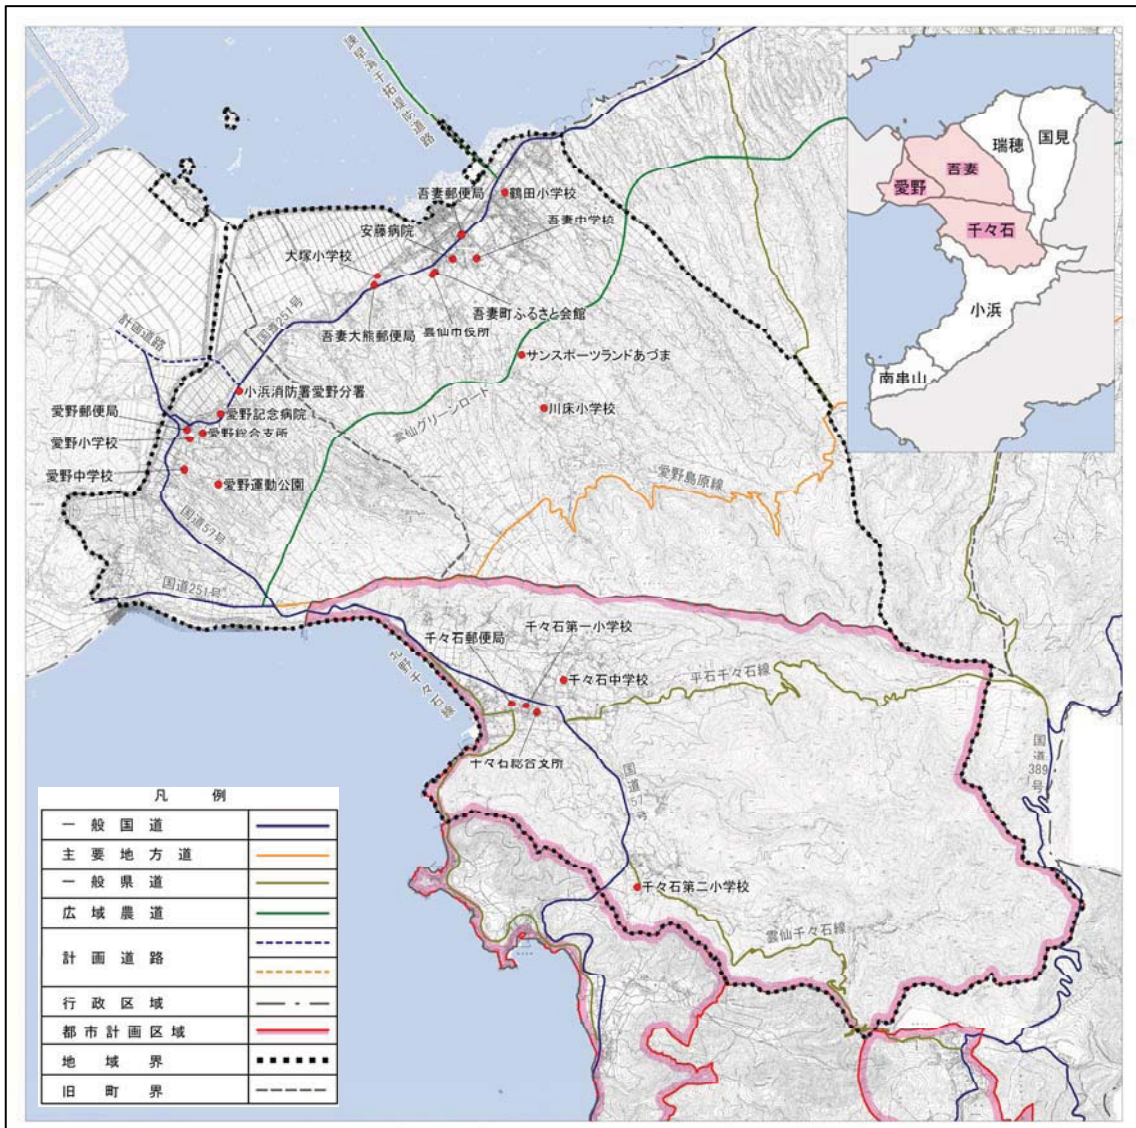 諫早湾干拓堤防道路
瑞穂
国見
吾妻
愛野
千々石
小浜
南串山
吾妻郵便局
鶴田小学校
安藤病院
吾妻中学校
大塚小学校
国道251号
吾妻町ふるさと会館
雲仙市役所
吾妻大熊郵便局
計画道路
サンスポーツランドあづま
小浜消防署愛野分署
川床小学校
愛野郵便局
愛野記念病院
愛野総合支所
愛野小学校
雲仙グリーンロード
愛野中学校
愛野運動公園
愛野島原線
国道57号
国道251号
千々石第一小学校
千々石郵便局
北野千々石線
千々石中学校
平石千々石線
千々石総合支所
国道57号
国道389号
千々石第二小学校
雲仙千々石線
凡 例
一般国道
主要地方道
一般県道
広域農道
計画道路
行政区域
都市計画区域
地域界
旧町界